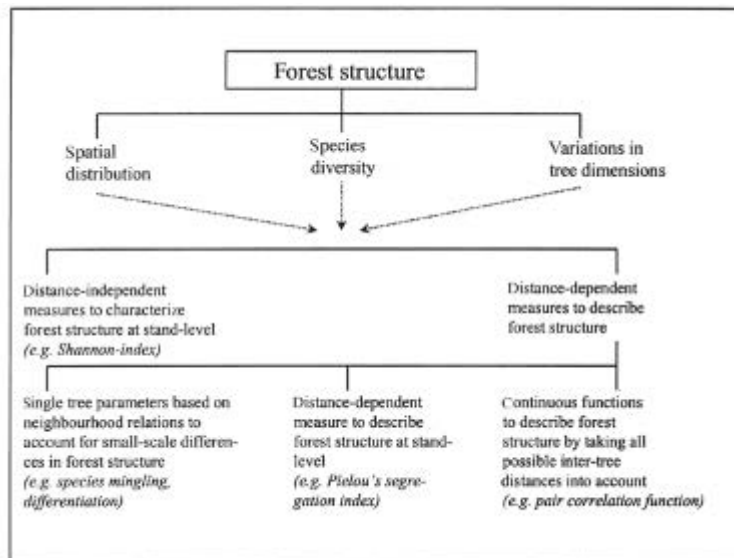 Forest structure
Spatial
distribution
Species
diversity
Variations in
tree dimensions
Distance-independent
measures to characterize
forest structure at stand-level
(e.g. Shannon-index)
Distance-dependent
measures to describe
forest structure
Single tree parameters based on
neighbourhood relations to
account for small-scale differen-
ces in forest structure
(e.g. species mingling,
differentiation)
Distance-dependent
measure to describe
forest structure at stand-
level
(e.g. Pielou's segre-
gation index)
Continuous functions
to describe forest
structure by taking all
possible inter-tree
distances into account
(e.g. pair correlation function)